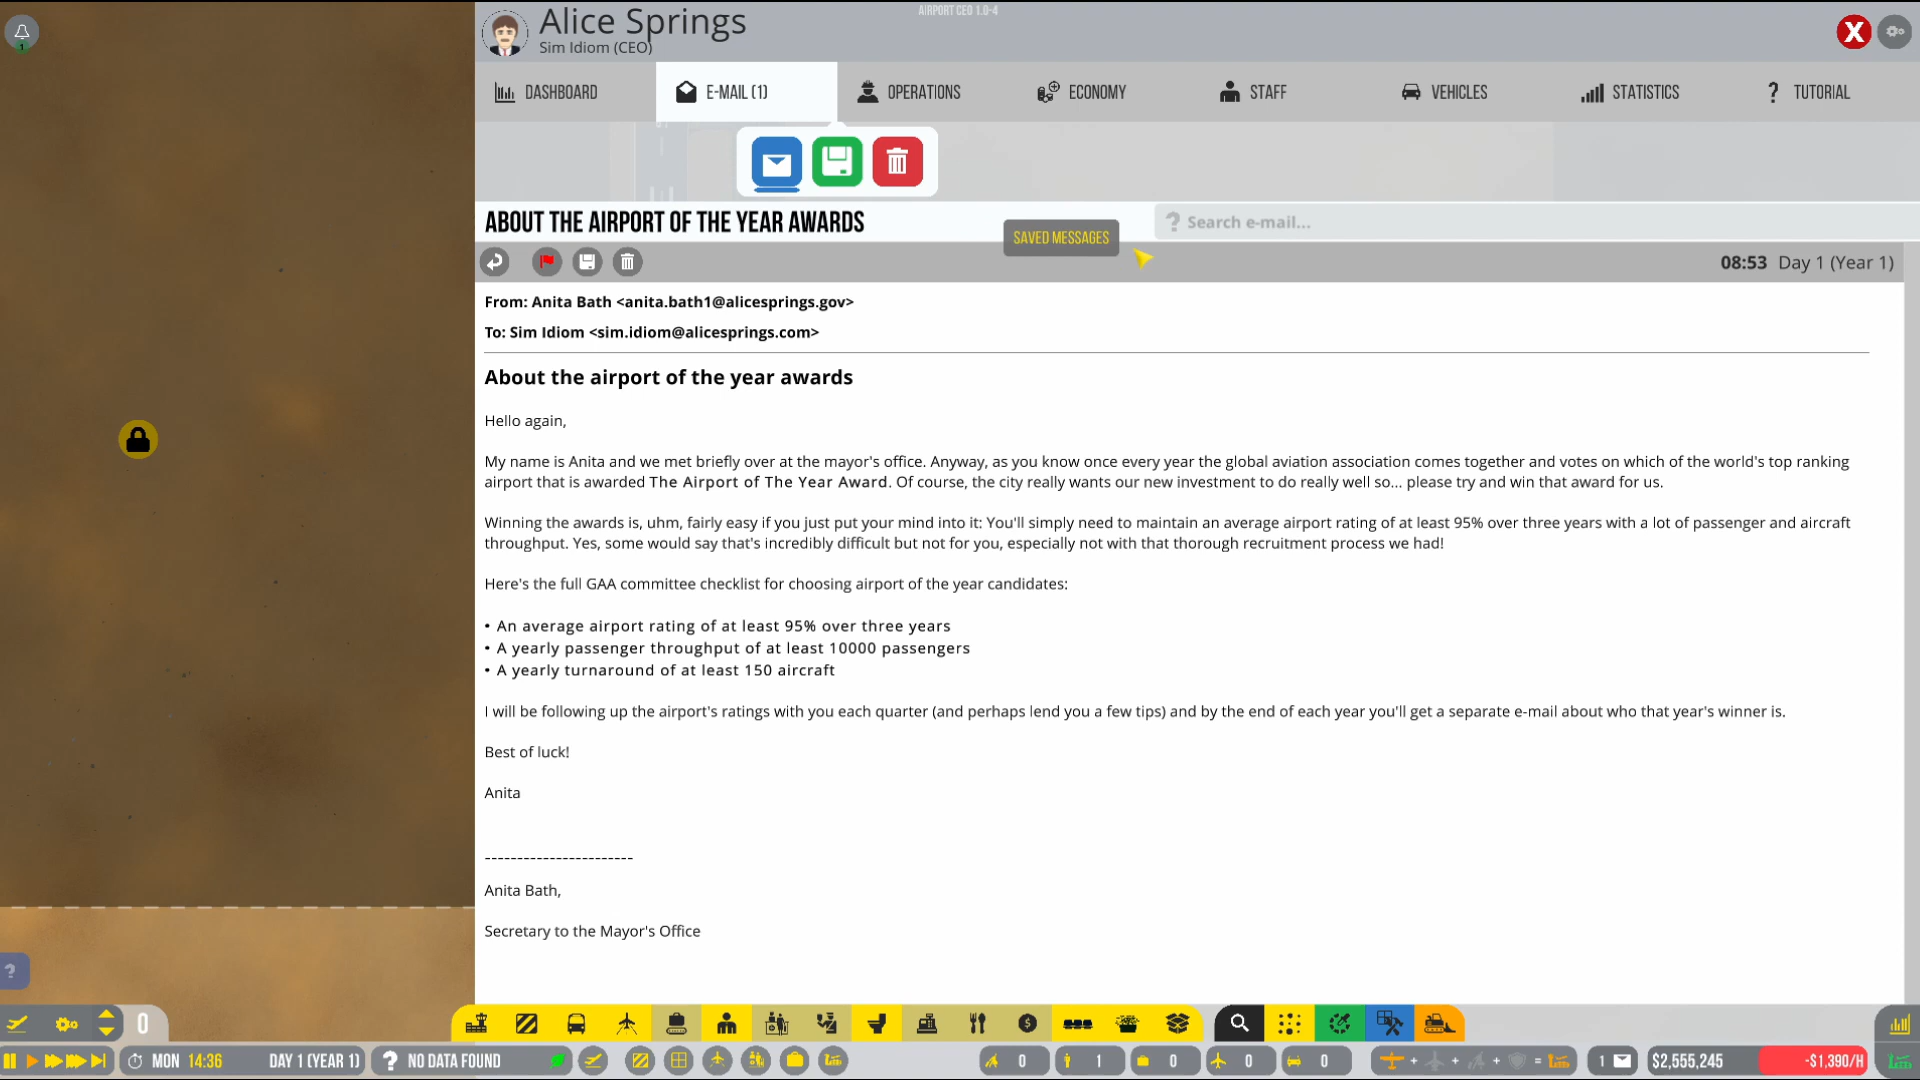 AIRPORT CEO 1.0-4
1
Alice Springs
Sim Idiom (CEO)
X
DASHBOARD
E-MAIL (1)
OPERATIONS
ECONOMY
STAFF
VEHICLES
STATISTICS
? TUTORIAL
ABOUT THE AIRPORT OF THE YEAR AWARDS
SAVED MESSAGES
? Search e-mail...
08:53 Day 1 (Year 1)
From: Anita Bath <anita.bath1@alicesprings.gov>
To: Sim Idiom <sim.idiom@alicesprings.com>
About the airport of the year awards
Hello again,
My name is Anita and we met briefly over at the mayor's office. Anyway, as you know once every year the global aviation association comes together and votes on which of the world's top ranking
airport that is awarded The Airport of The Year Award. Of course, the city really wants our new investment to do really well so... please try and win that award for us.
Winning the awards is, uhm, fairly easy if you just put your mind into it: You'll simply need to maintain an average airport rating of at least 95% over three years with a lot of passenger and aircraft
throughput. Yes, some would say that's incredibly difficult but not for you, especially not with that thorough recruitment process we had!
Here's the full GAA committee checklist for choosing airport of the year candidates:
• An average airport rating of at least 95% over three years
• A yearly passenger throughput of at least 10000 passengers
• A yearly turnaround of at least 150 aircraft
I will be following up the airport's ratings with you each quarter (and perhaps lend you a few tips) and by the end of each year you'll get a separate e-mail about who that year's winner is.
Best of luck!
Anita
-----------------------
Anita Bath,
Secretary to the Mayor's Office
?
0
MON 14:36 DAY 1 (YEAR 1)
? NO DATA FOUND
0
1
0
0
0
+ + + =
1
$2,555,245
-$1,390/H